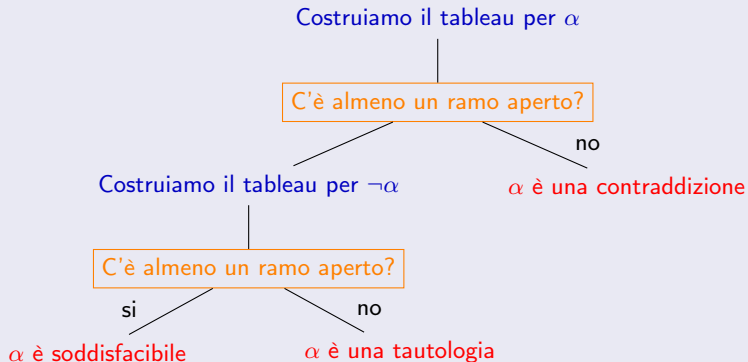 Costruiamo il tableau per α
C'è almeno un ramo aperto?
no
Costruiamo il tableau per ¬α
α è una contraddizione
C'è almeno un ramo aperto?
si
no
α è soddisfacibile
α è una tautologia